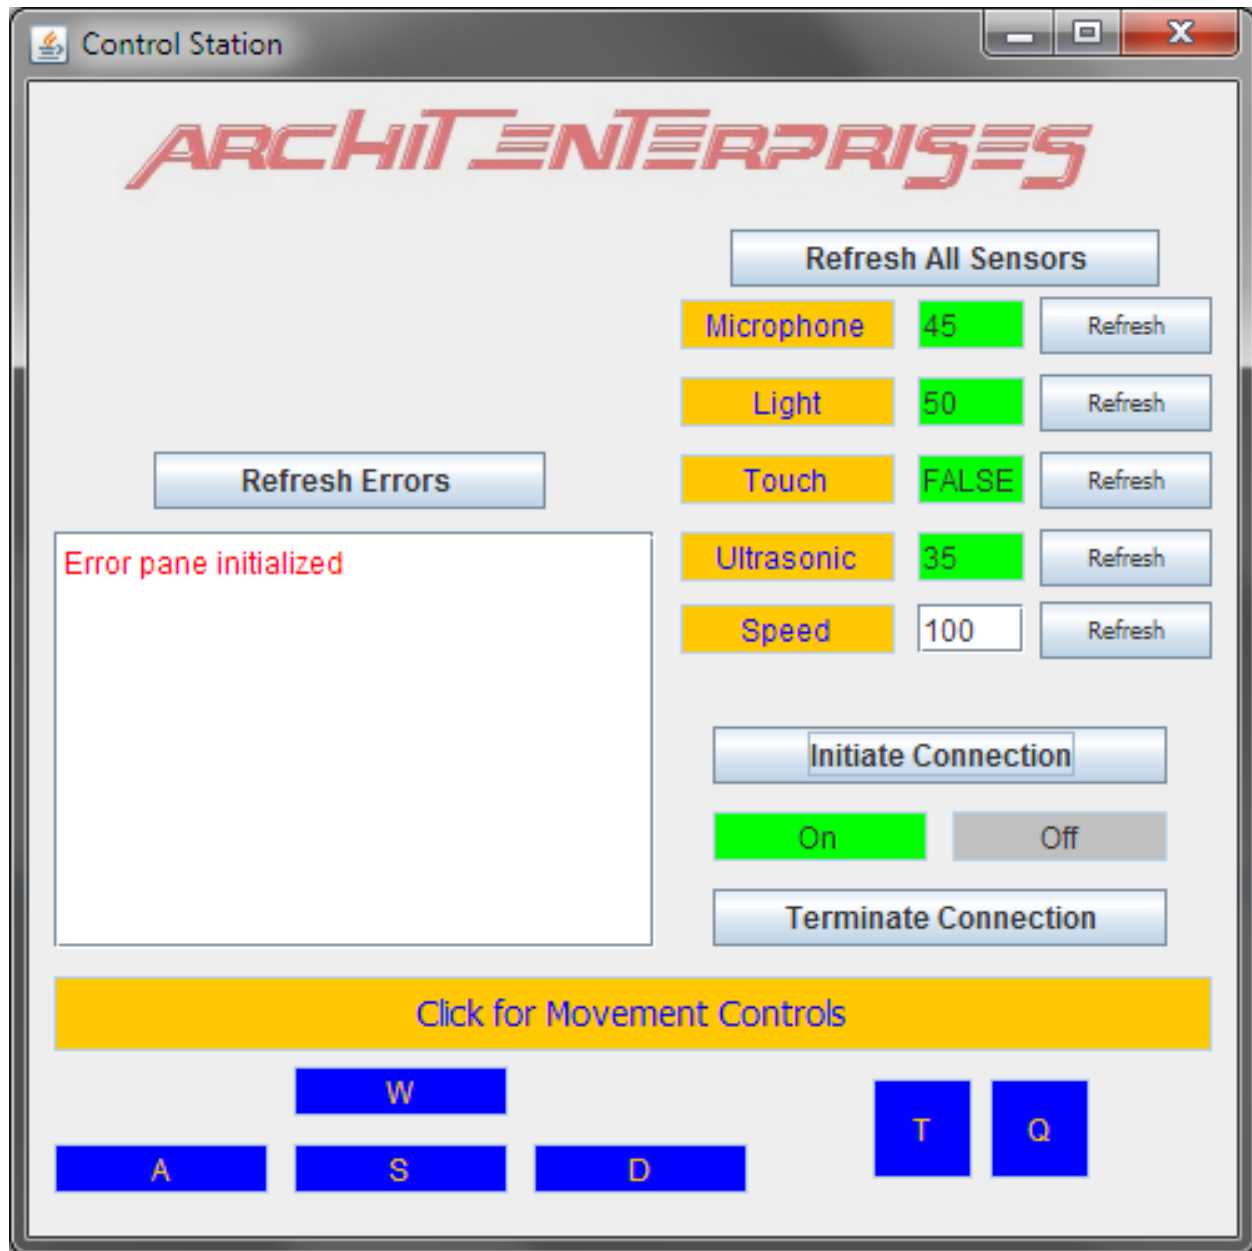 Control Station
ARCHIT ENTERPRISES
Refresh All Sensors
Microphone 45 Refresh
Light 50 Refresh
Touch FALSE Refresh
Ultrasonic 35 Refresh
Speed 100 Refresh
Refresh Errors
Error pane initialized
Initiate Connection
On Off
Terminate Connection
Click for Movement Controls
W
A S D
T Q